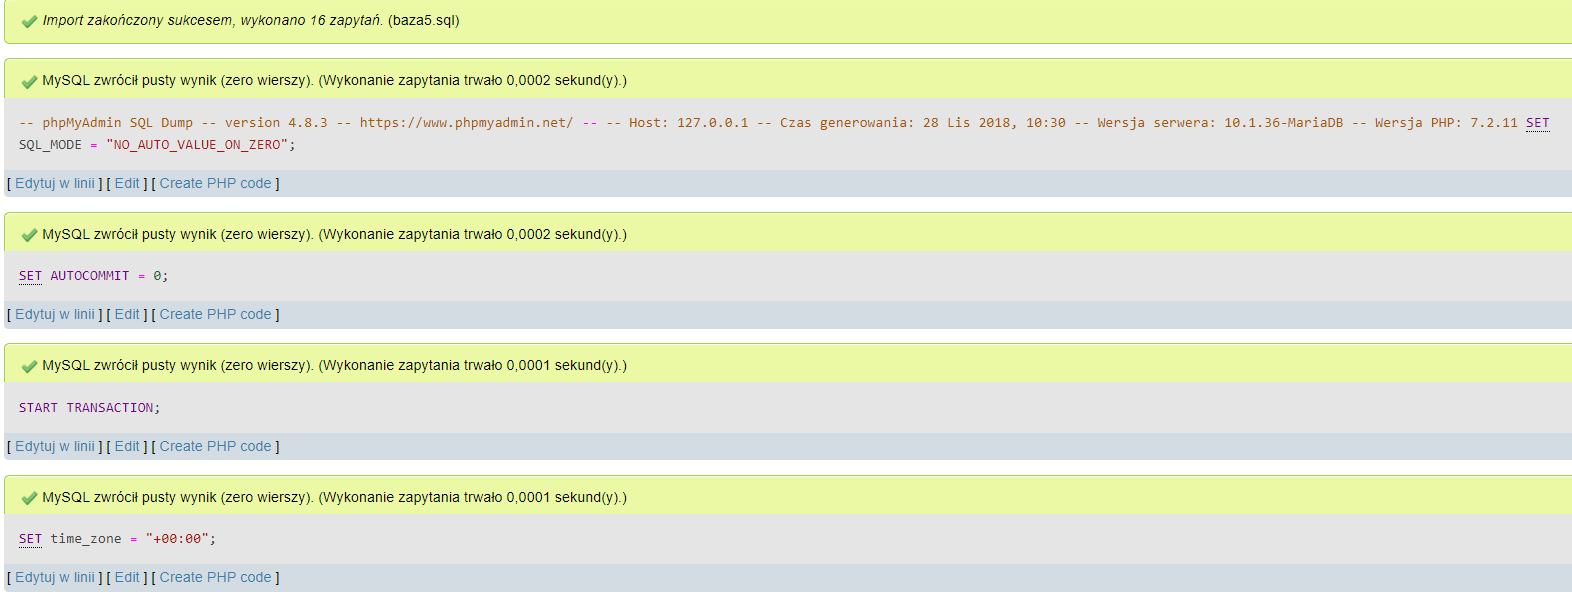 Import zakończony sukcesem, wykonano 16 zapytań. (baza5.sql)
MySQL zwrócił pusty wynik (zero wierszy). (Wykonanie zapytania trwało 0,0002 sekund(y).)
-- phpMyAdmin SQL Dump -- version 4.8.3 -- https://www.phpmyadmin.net/ -- -- Host: 127.0.0.1 -- Czas generowania: 28 Lis 2018, 10:30 -- Wersja serwera: 10.1.36-MariaDB -- Wersja PHP: 7.2.11 SET
SQL_MODE = "NO_AUTO_VALUE_ON_ZERO";
[ Edytuj w linii ] [ Edit ] [ Create PHP code ]
MySQL zwrócił pusty wynik (zero wierszy). (Wykonanie zapytania trwało 0,0002 sekund(y).)
SET AUTOCOMMIT = 0;
[ Edytuj w linii ] [ Edit ] [ Create PHP code ]
MySQL zwrócił pusty wynik (zero wierszy). (Wykonanie zapytania trwało 0,0001 sekund(y).)
START TRANSACTION;
[ Edytuj w linii ] [ Edit ] [ Create PHP code ]
MySQL zwrócił pusty wynik (zero wierszy). (Wykonanie zapytania trwało 0,0001 sekund(y).)
SET time_zone = "+00:00";
[ Edytuj w linii ] [ Edit ] [ Create PHP code ]